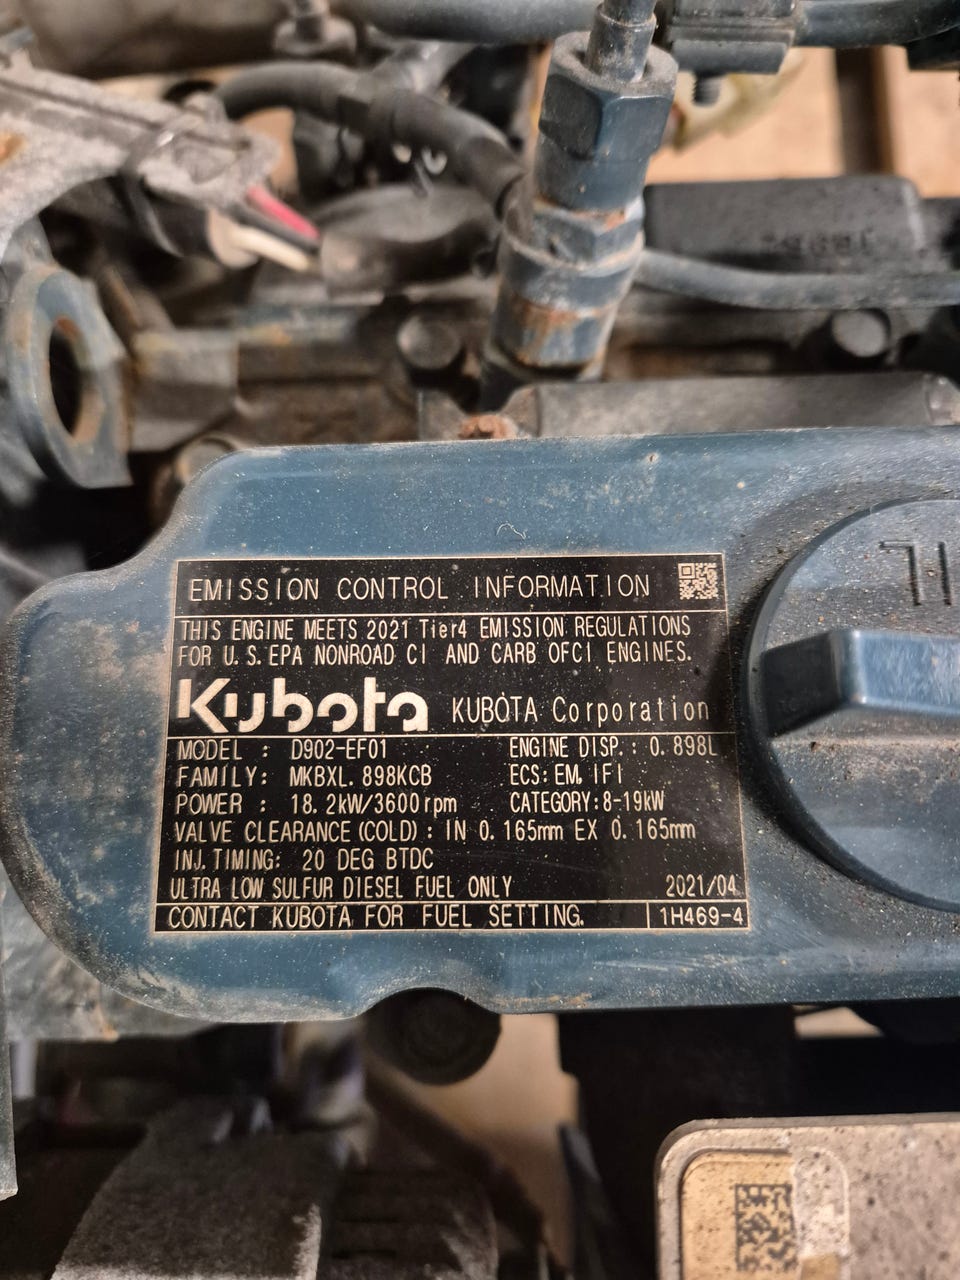 EMISSION CONTROL INFORMATION
THIS ENGINE MEETS 2021 Tier4 EMISSION REGULATIONS
FOR U.S.EPA NONROAD CI AND CARB OFCI ENGINES.
Kubota KUBOTA Corporation
MODEL : D902-EF01 ENGINE DISP.: 0.898L
FAMILY: MKBXL.898KCB ECS: EM, IFI
POWER : 18.2kW/3600rpm CATEGORY:8-19kW
VALVE CLEARANCE(COLD): IN 0.165mm EX 0.165mm
INJ.TIMING: 20 DEG BTDC
ULTRA LOW SULFUR DIESEL FUEL ONLY 2021/04
CONTACT KUBOTA FOR FUEL SETTING. 1H469-4